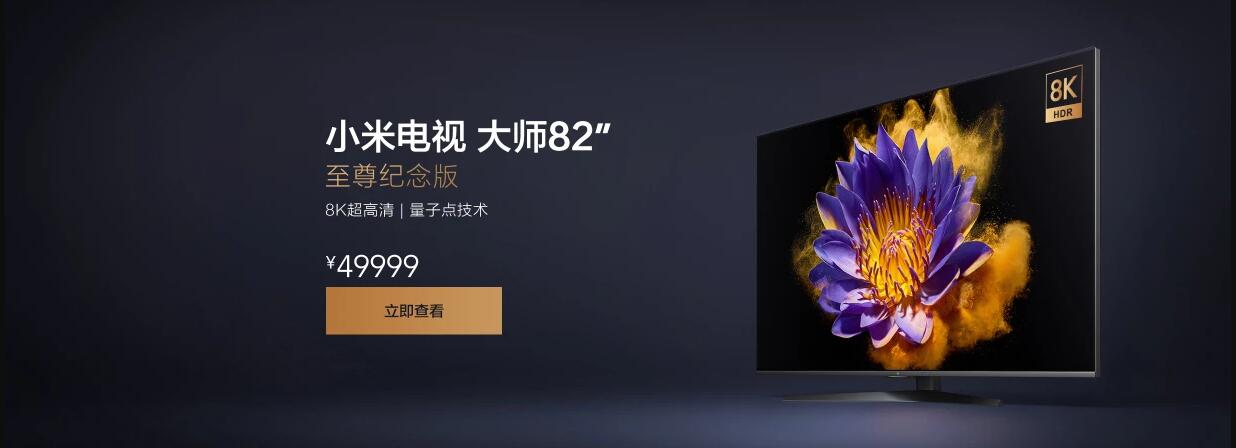 小米电视 大师82″
至尊纪念版
8K超高清 | 量子点技术
¥49999
立即查看
8K
HDR